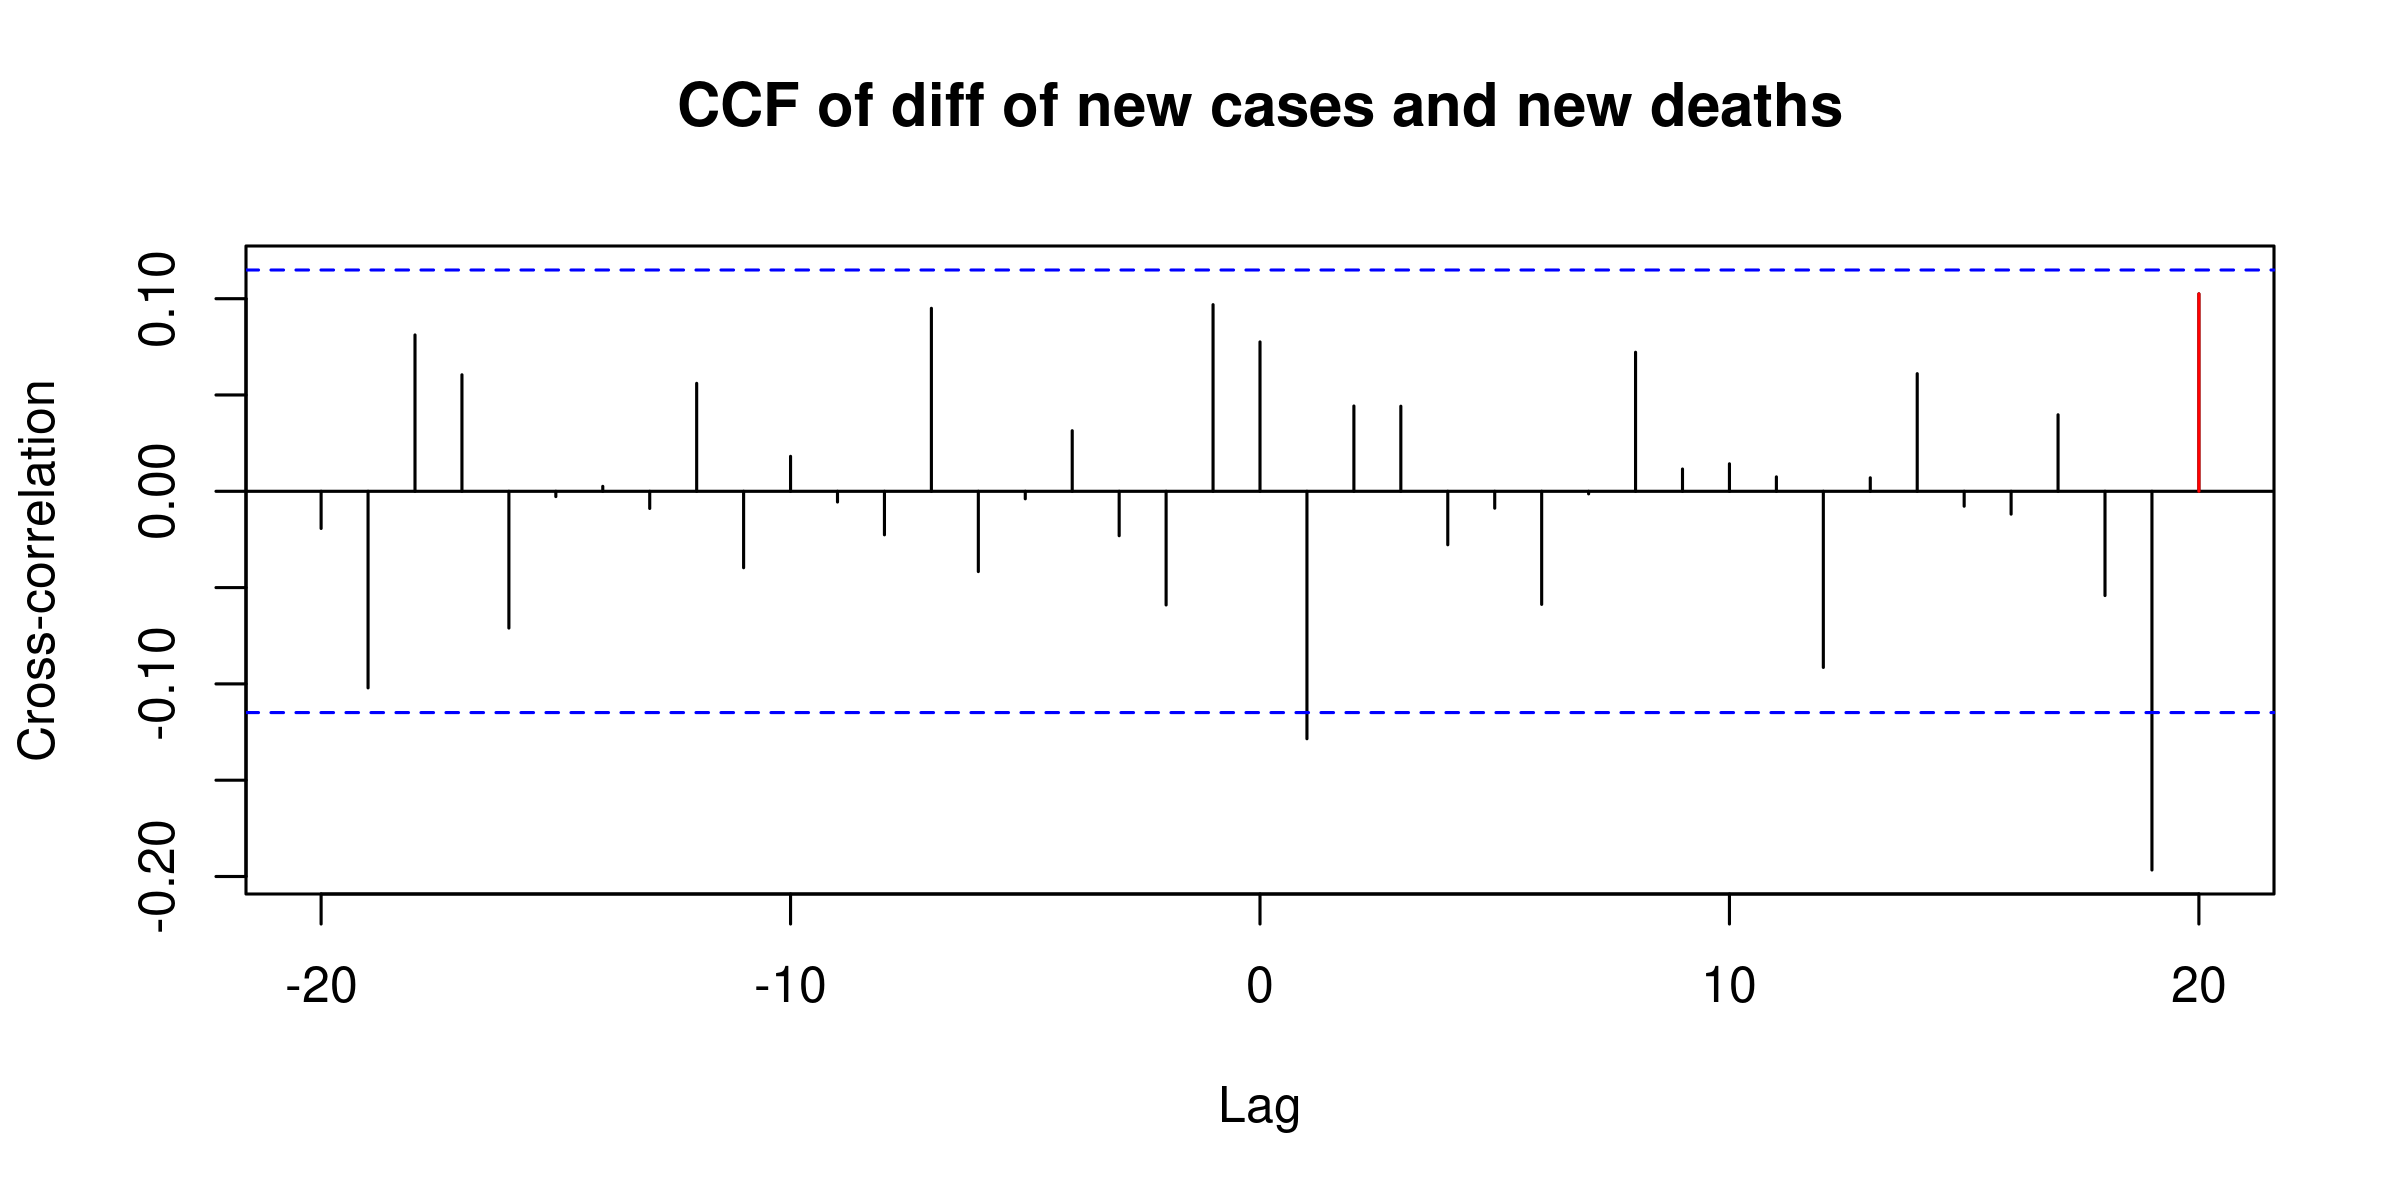 CCF of diff of new cases and new deaths
Cross-correlation
0.10
0.00
-0.10
-0.20
-20 -10 0 10 20
Lag